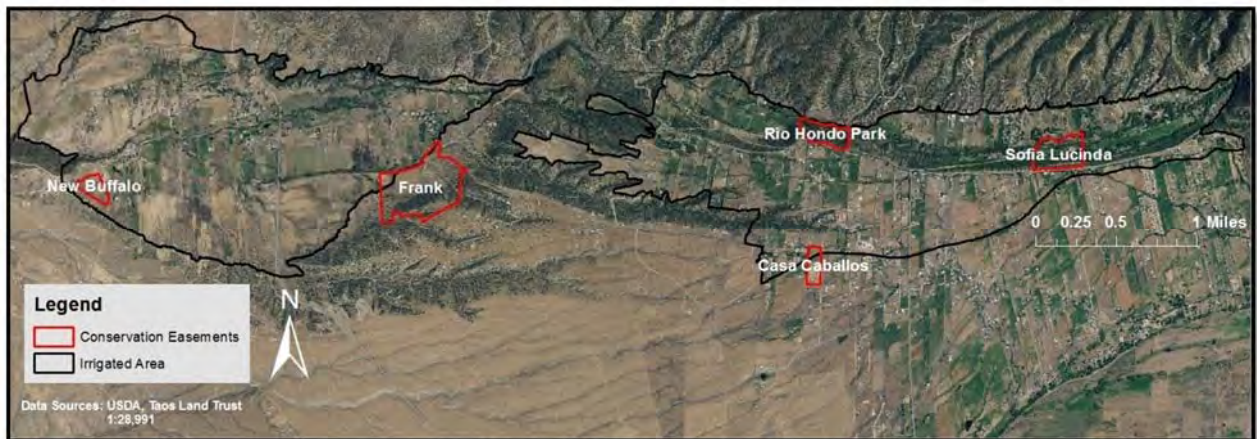 Rio Hondo Park
Sofia Lucinda
New Buffalo
Frank
0 0.25 0.5 1 Miles
Casa Caballos
Legend
Conservation Easements
Irrigated Area
N
Data Sources: USDA, Taos Land Trust
1:28,991